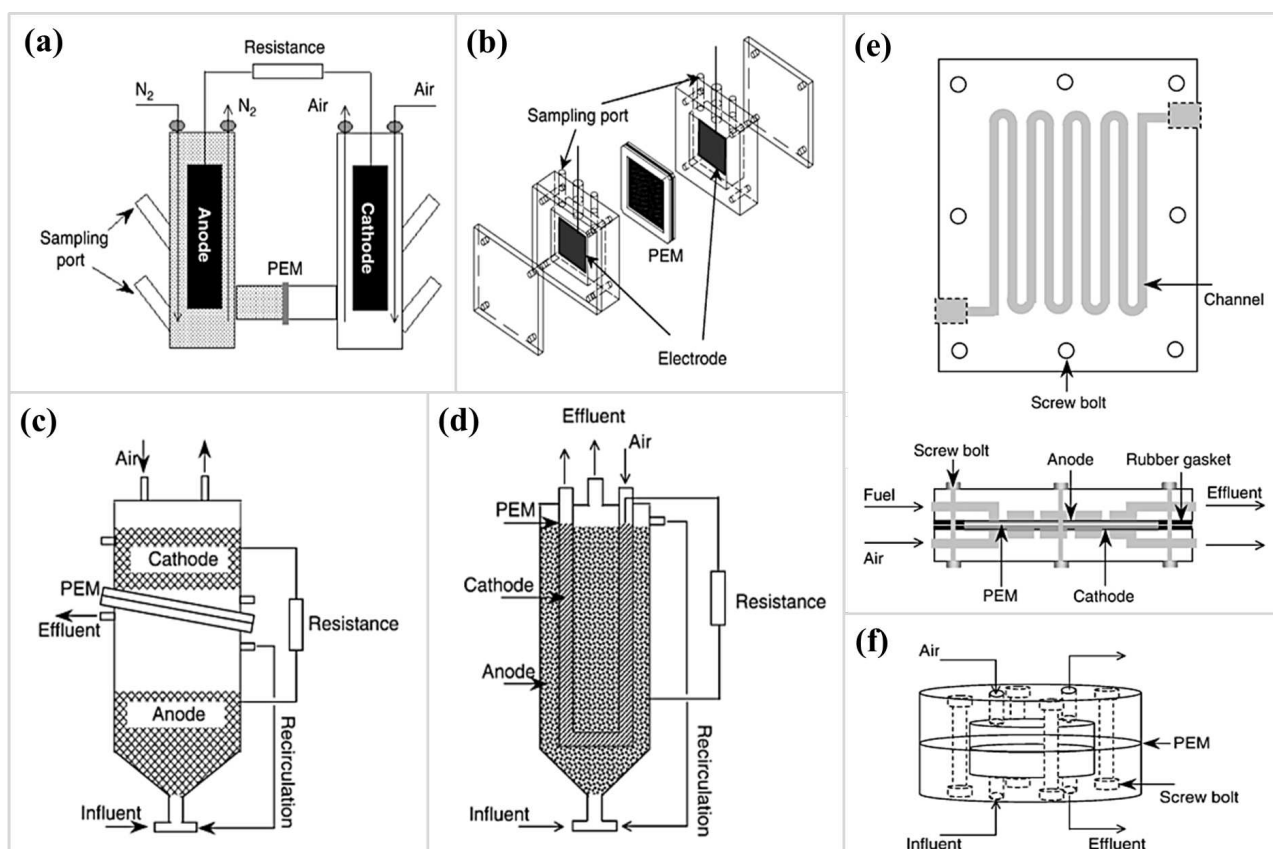 (a)
Resistance
N2
N2
Air
Air
Anode
Cathode
Sampling
port
PEM
(b)
Sampling port
PEM
Electrode
(c)
Air
Cathode
PEM
Effluent
Resistance
Anode
Recirculation
Influent
(d)
Effluent
Air
PEM
Cathode
Resistance
Anode
Recirculation
Influent
(e)
Channel
Screw bolt
Screw bolt
Anode
Rubber gasket
Fuel
Effluent
Air
PEM
Cathode
(f)
Air
PEM
Screw bolt
Influent
Effluent